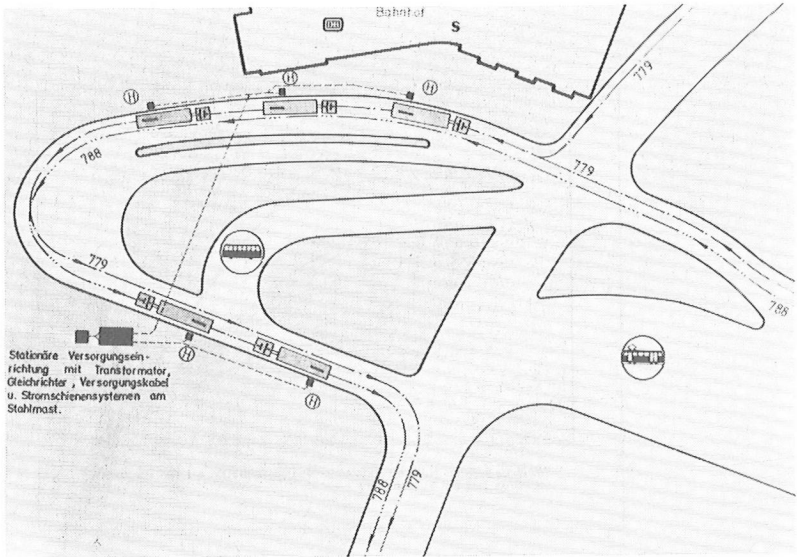 Bahnhof
DB
S
H
H
H
779
779
788
779
788
Stationäre Versorgungsein-
richtung mit Transformator,
Gleichrichter, Versorgungskabel
u. Stromschienensystemen am
Stahlmast.
H
H
788
779